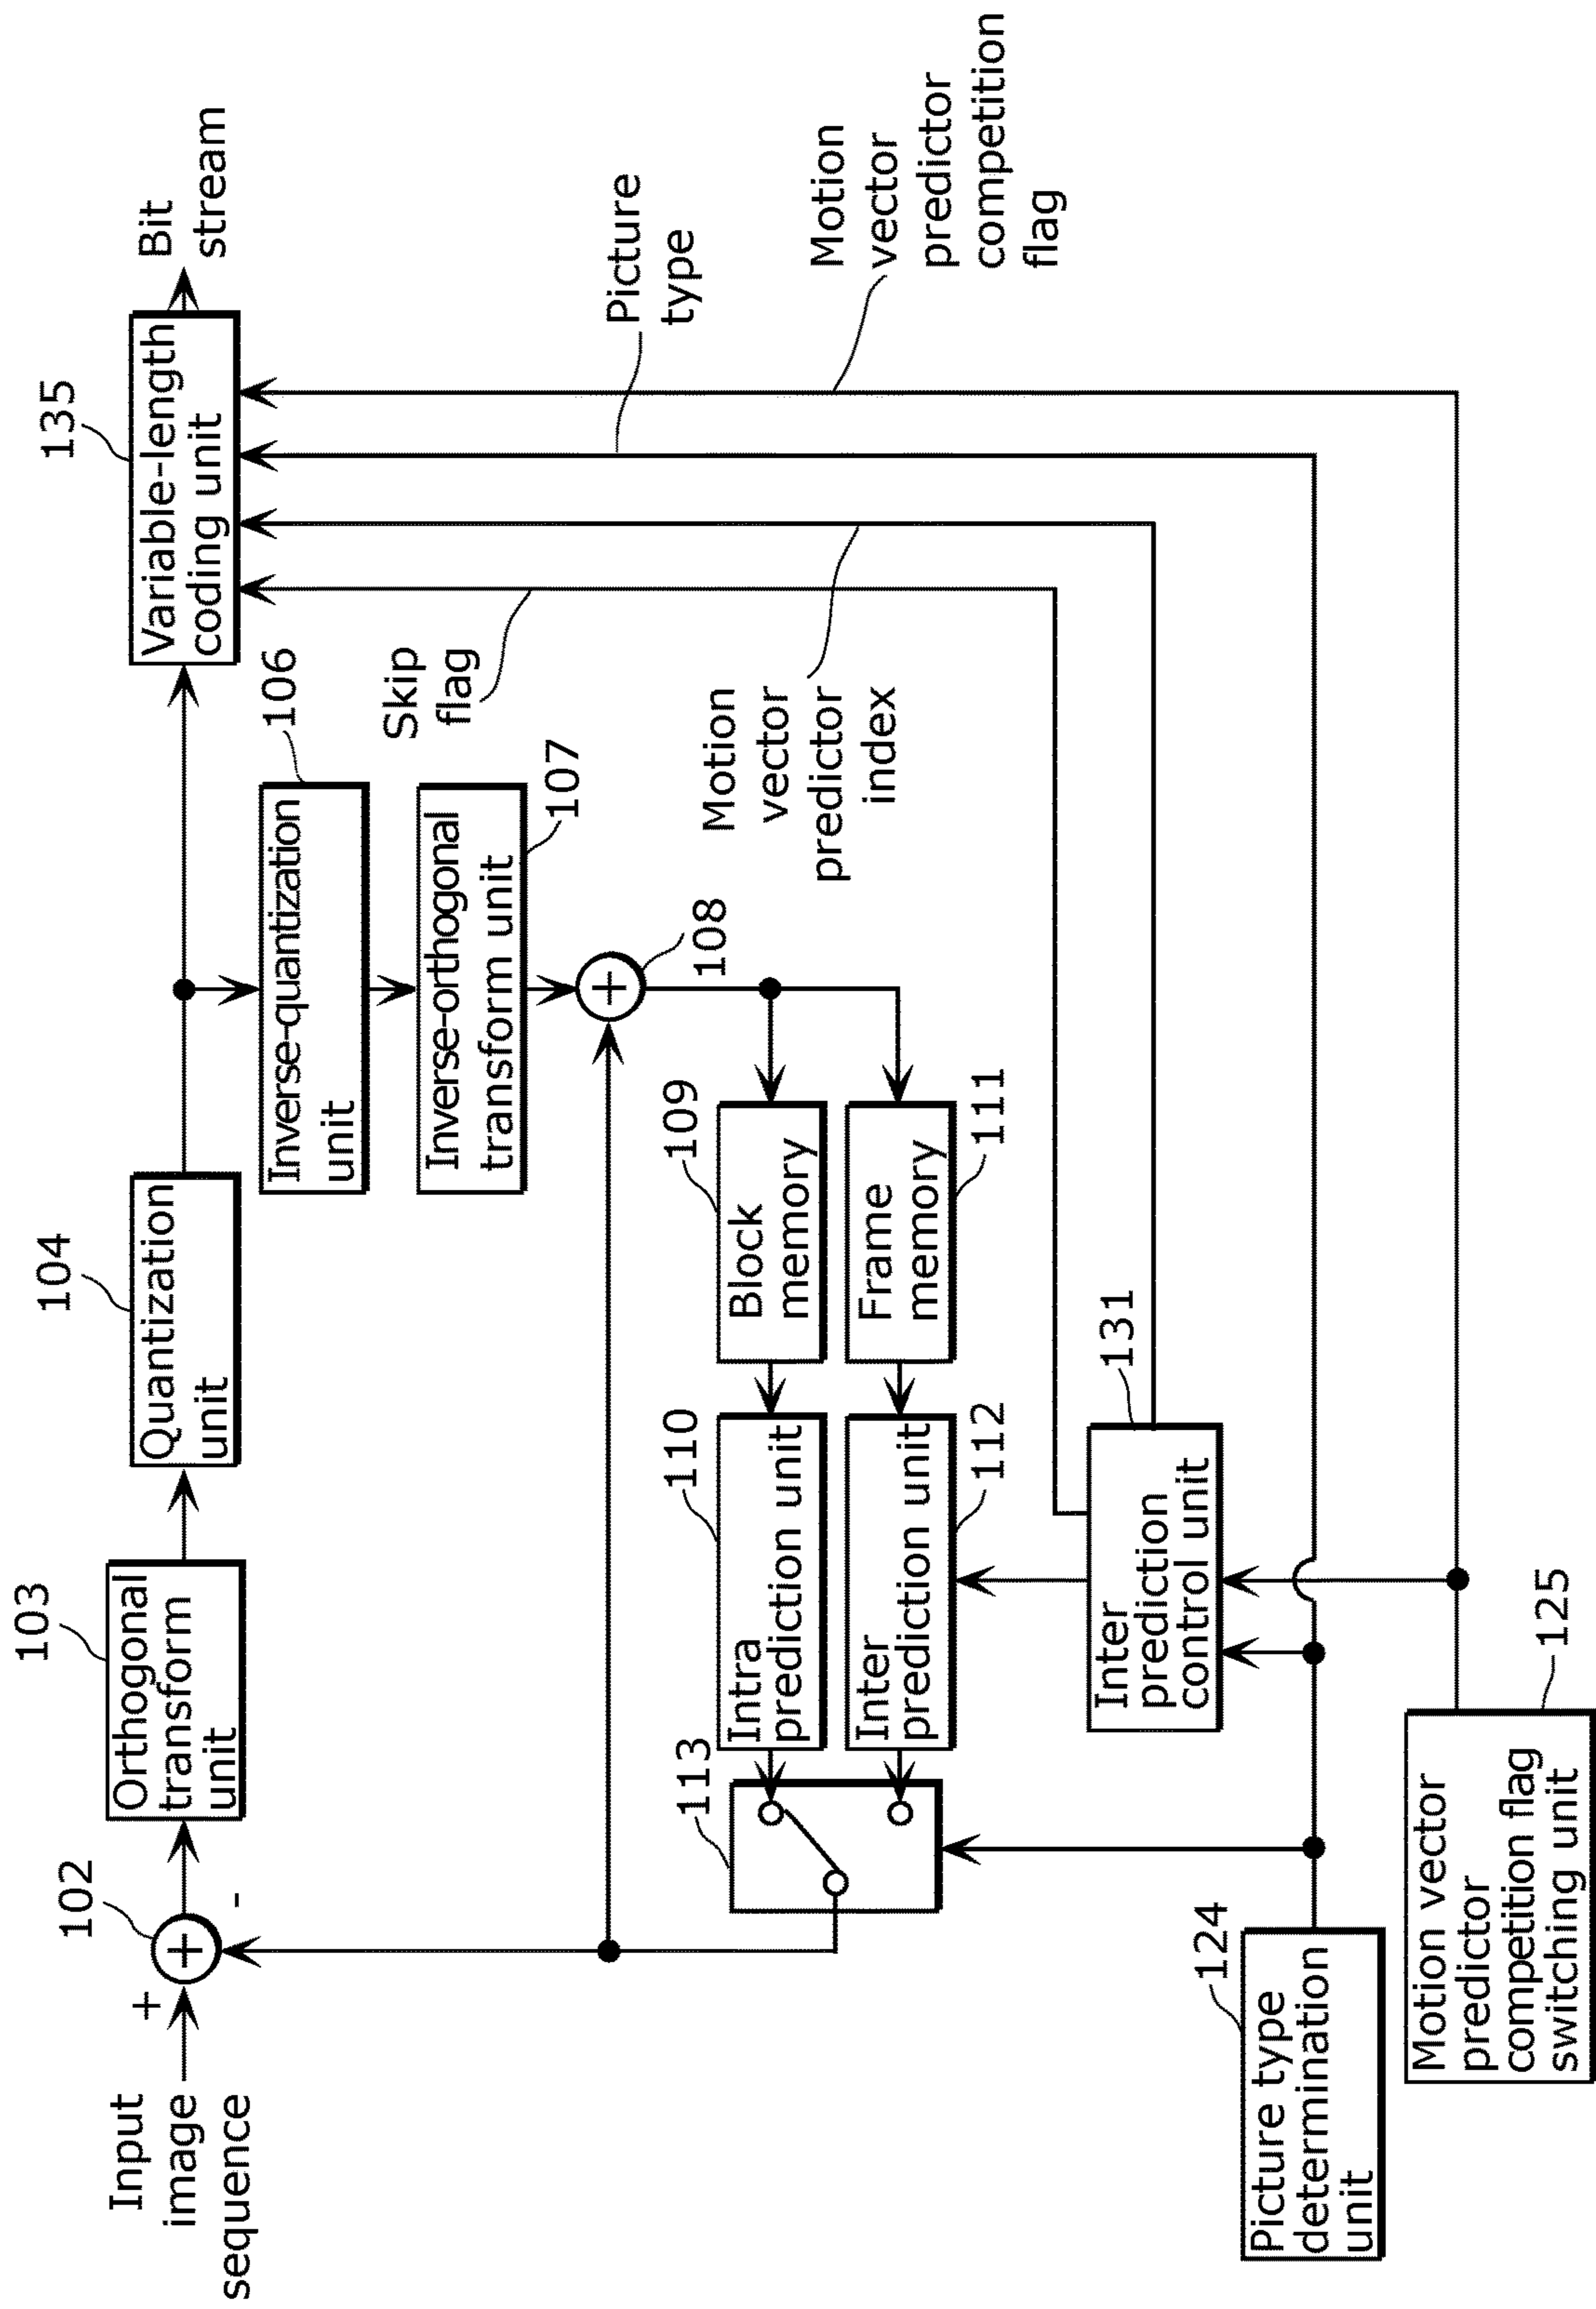 Input
image
sequence
+
-
102
+
103
Orthogonal
transform
unit
104
Quantization
unit
135
Variable-length
coding unit
Bit
stream
106
Inverse-quantization
unit
107
Inverse-orthogonal
transform unit
108
+
Skip
flag
Motion
vector
predictor
index
Picture
type
Motion
vector
predictor
competition
flag
113
110
Intra
prediction unit
109
Block
memory
112
Inter
prediction unit
111
Frame
memory
131
Inter
prediction
control unit
124
Picture type
determination
unit
125
Motion vector
predictor
competition flag
switching unit